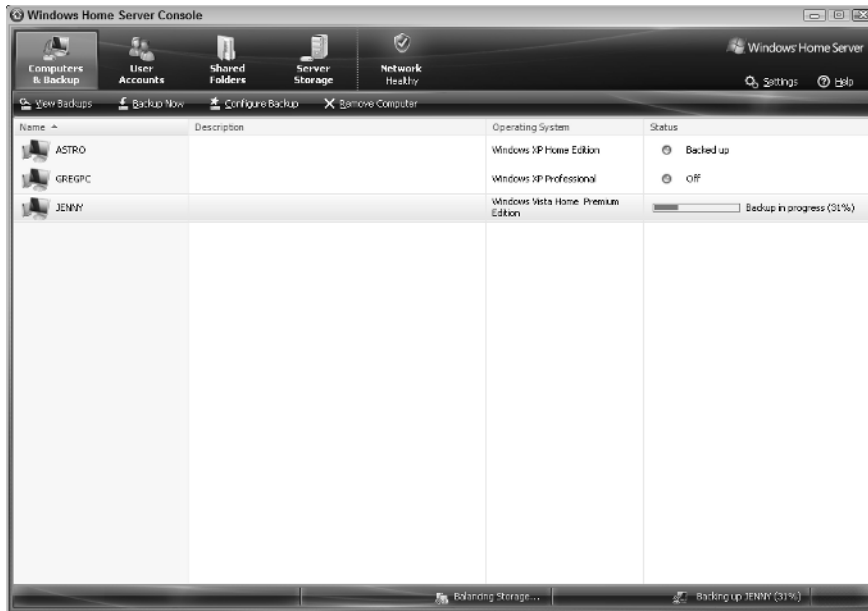 Windows Home Server Console
Computers & Backup
User Accounts
Shared Folders
Server Storage
Network Healthy
Windows Home Server
Settings
Help
View Backups
Backup Now
Configure Backup
Remove Computer
Name
Description
Operating System
Status
ASTRO
Windows XP Home Edition
Backed up
GREGPC
Windows XP Professional
Off
JENNY
Windows Vista Home Premium
Edition
Backup in progress (31%)
Balancing Storage...
Backing up JENNY (31%)